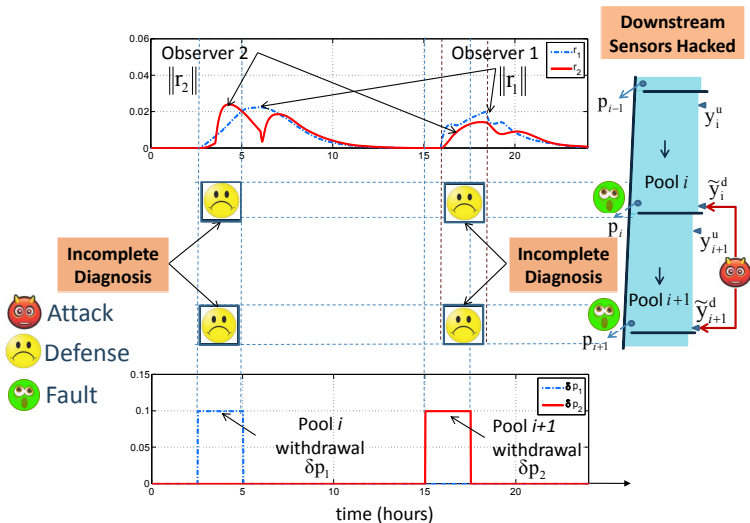 Downstream
Sensors Hacked
0.06
0.04
0.02
0
0
5
10
15
20
Observer 2
‖r₂‖
Observer 1
‖r₁‖
r₁
r₂
pᵢ₋₁
yᵢᵘ
Pool i
ỹᵢᵈ
pᵢ
yᵢ₊₁ᵘ
Pool i+1
ỹᵢ₊₁ᵈ
pᵢ₊₁
Incomplete
Diagnosis
Incomplete
Diagnosis
Attack
Defense
Fault
0.15
0.1
0.05
0
0
5
10
15
20
δp₁
δp₂
Pool i
withdrawal
δp₁
Pool i+1
withdrawal
δp₂
time (hours)